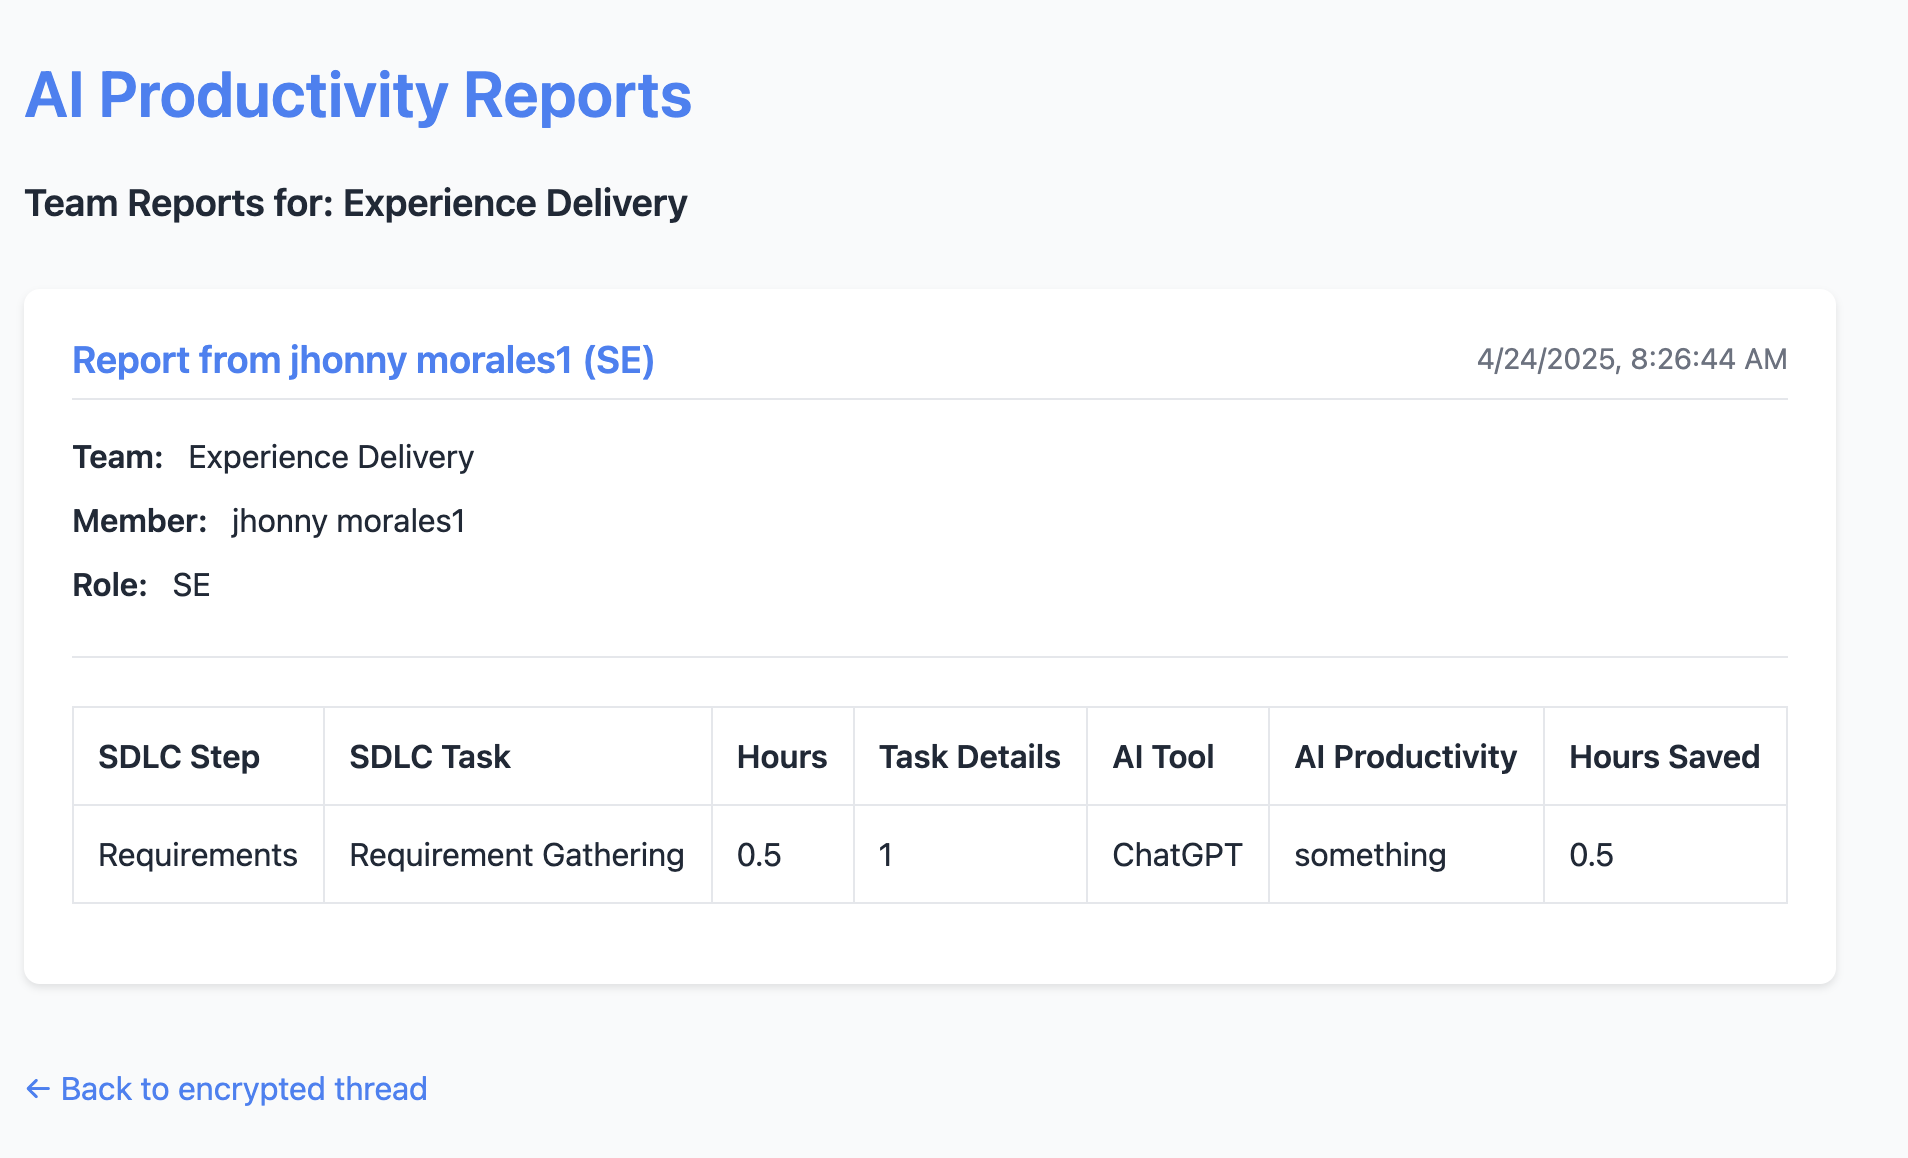 AI Productivity Reports
Team Reports for: Experience Delivery
Report from jhonny morales1 (SE) 4/24/2025, 8:26:44 AM
Team: Experience Delivery
Member: jhonny morales1
Role: SE
SDLC Step SDLC Task Hours Task Details AI Tool AI Productivity Hours Saved
Requirements Requirement Gathering 0.5 1 ChatGPT something 0.5
← Back to encrypted thread